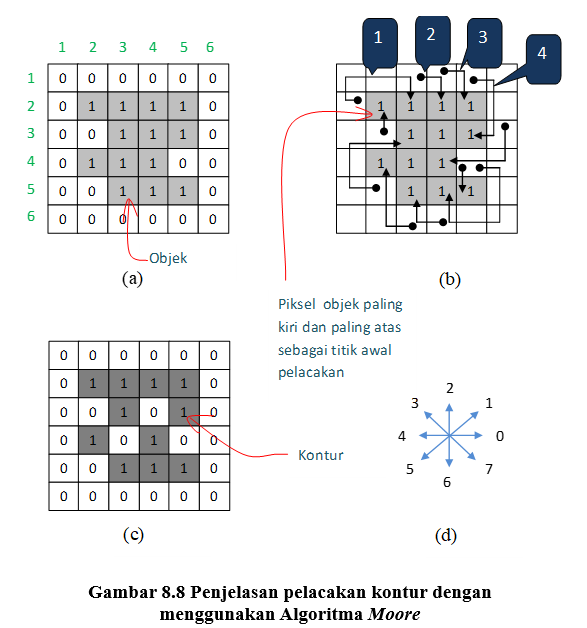 1 2 3 4 5 6
1 0 0 0 0 0 0
2 0 1 1 1 1 0
3 0 0 1 1 1 0
4 0 1 1 1 0 0
5 0 0 1 1 1 0
6 0 0 0 0 0 0
Objek
(a)
1 2 3 4
1 1 1 1
1 1 1
1 1 1
1 1 1
(b)
Piksel objek paling
kiri dan paling atas
sebagai titik awal
pelacakan
0 0 0 0 0 0
0 1 1 1 1 0
0 0 1 0 1 0
0 1 0 1 0 0
0 0 1 1 1 0
0 0 0 0 0 0
Kontur
(c)
2
3 1
4 0
5 7
6
(d)
Gambar 8.8 Penjelasan pelacakan kontur dengan
menggunakan Algoritma Moore